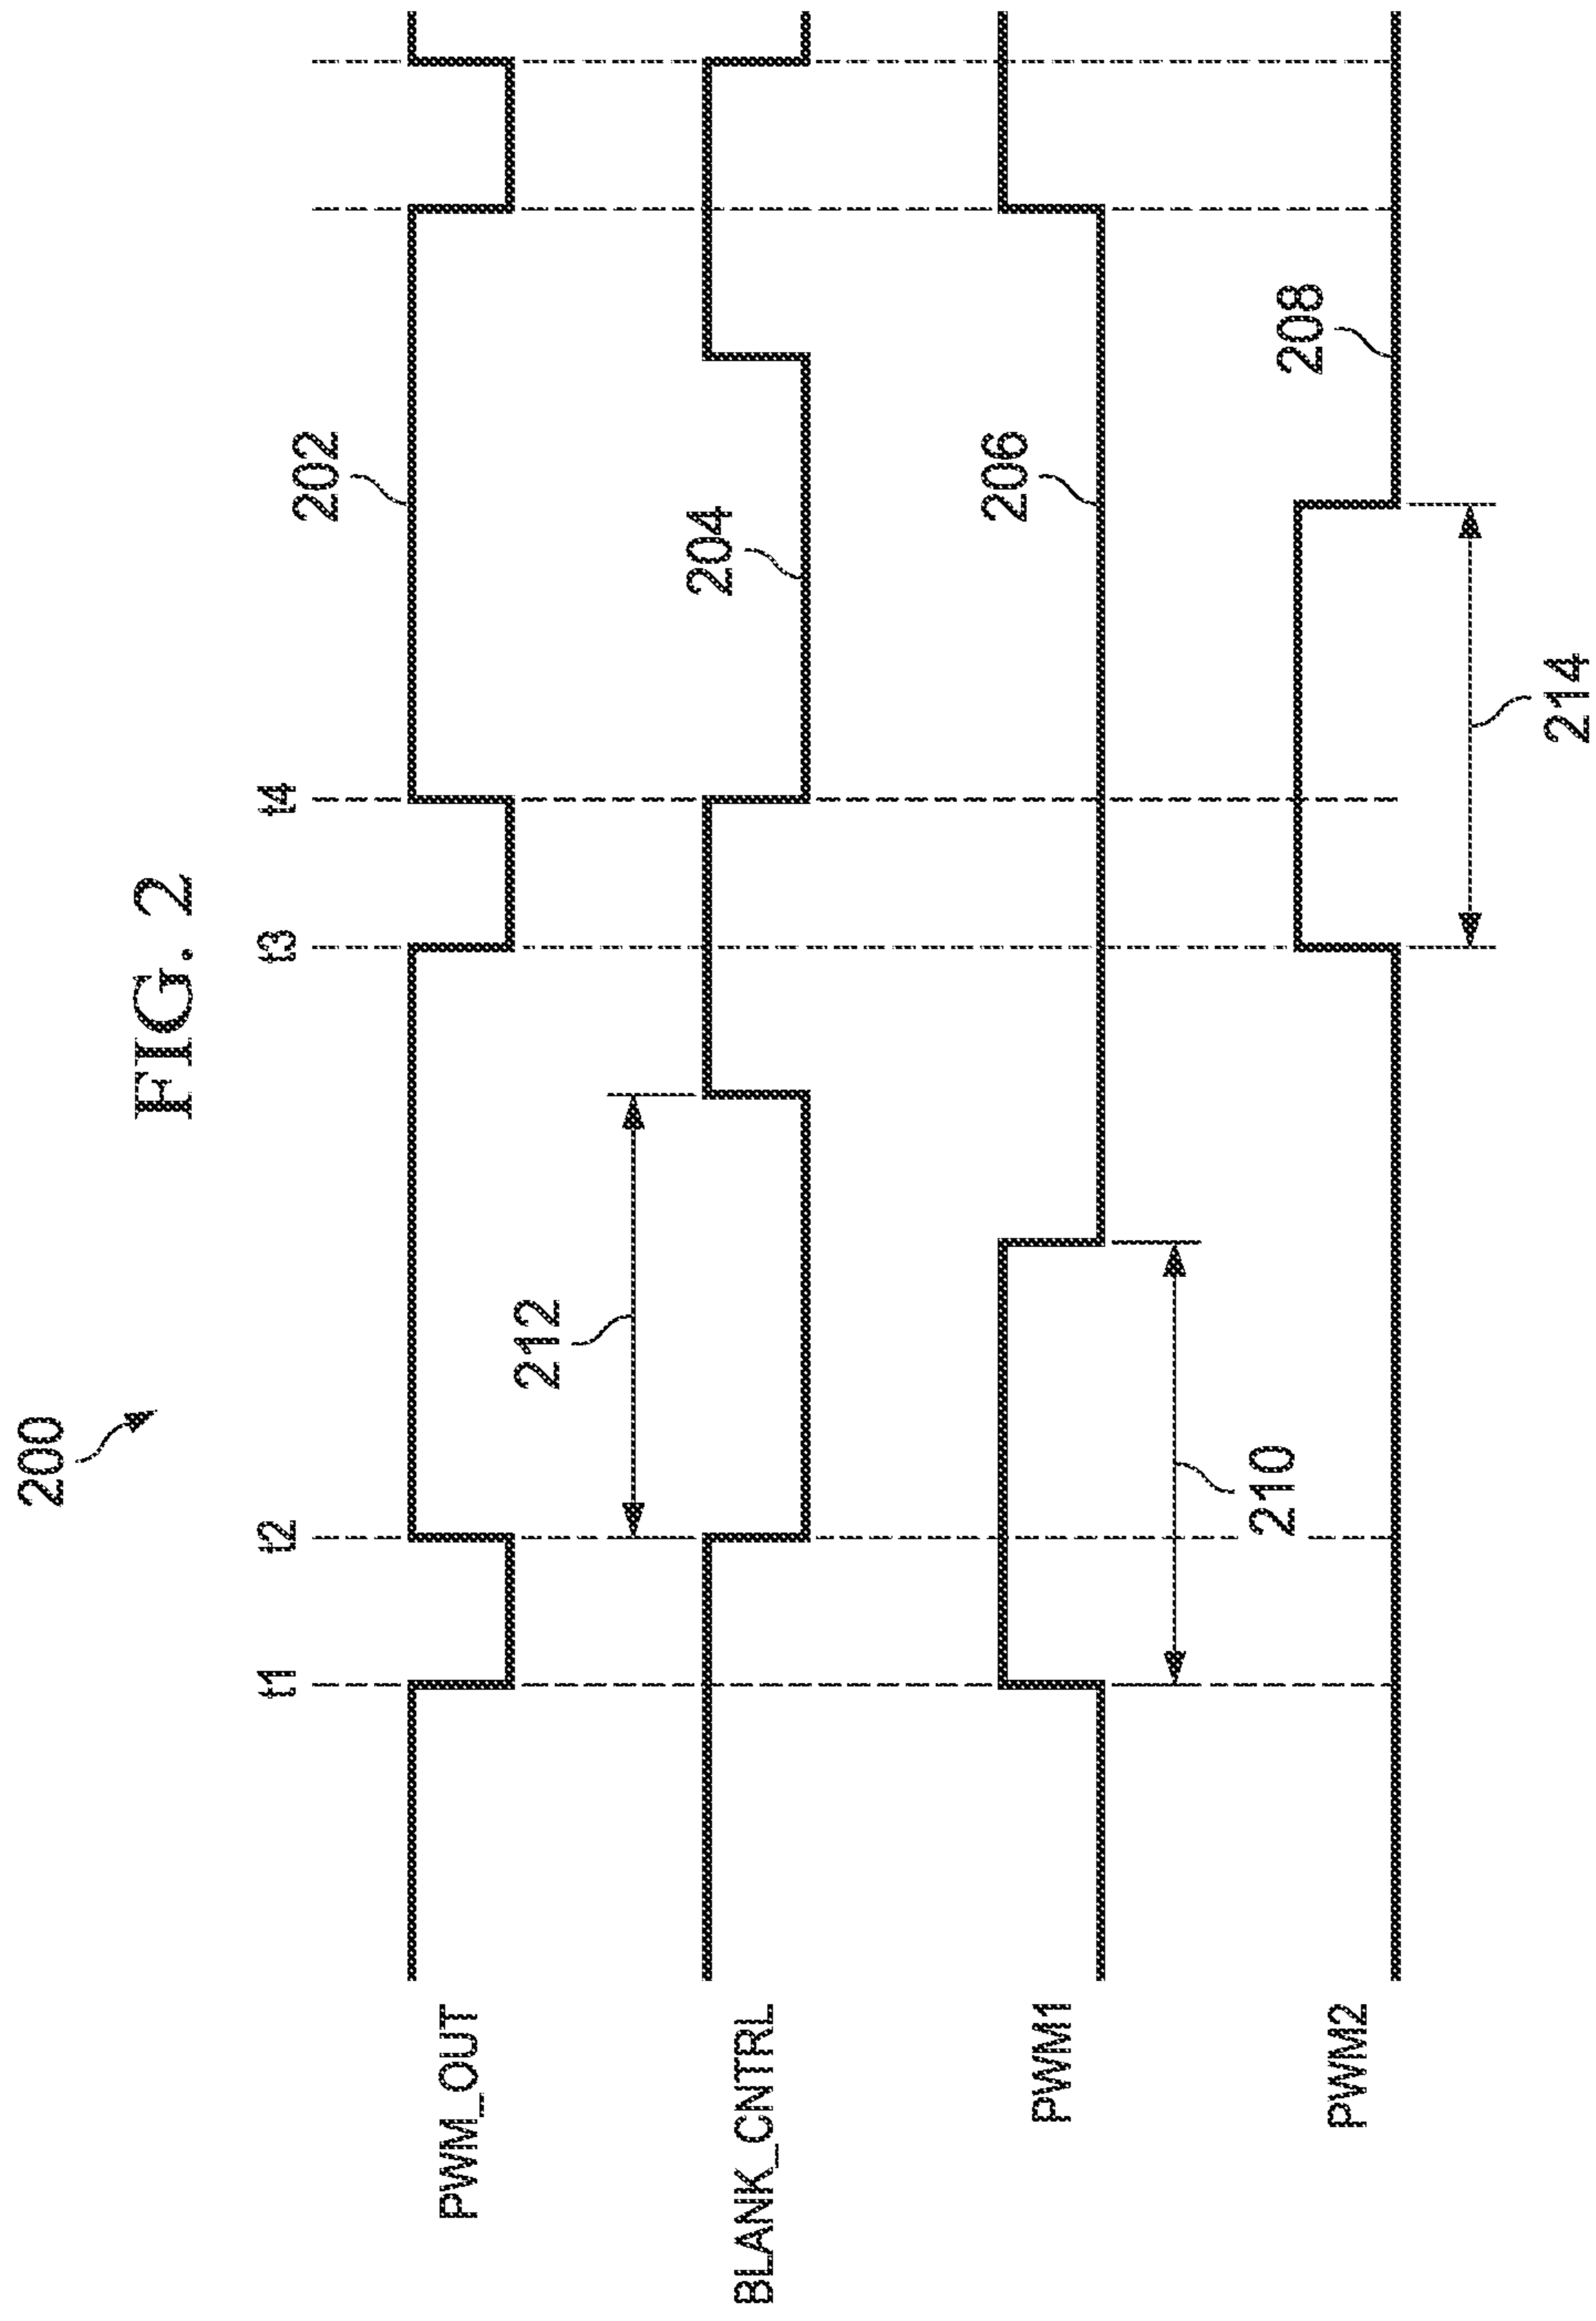 FIG. 2
200
t1
t2
t3
t4
202
PWM_OUT
212
204
BLANK_CNTRL
206
PWM1
210
208
PWM2
214